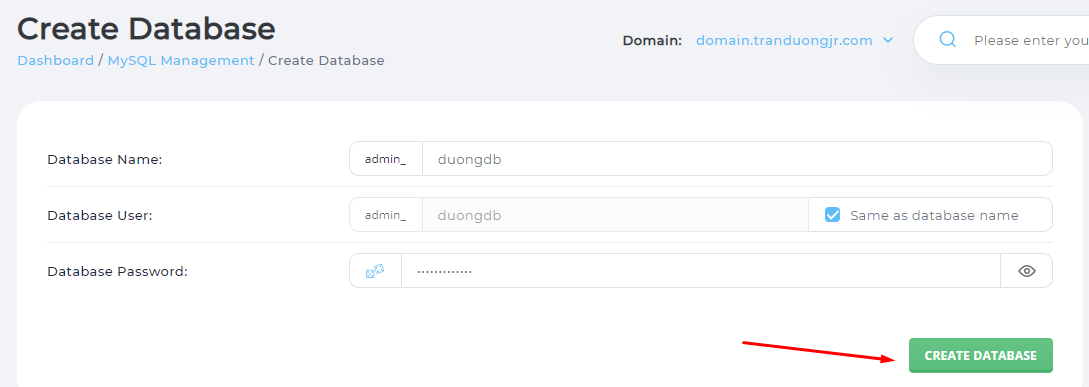 Create Database
Dashboard / MySQL Management / Create Database
Domain: domain.tranduongjr.com
Please enter you
Database Name: admin_ duongdb
Database User: admin_ duongdb Same as database name
Database Password: •••••••••••••
CREATE DATABASE